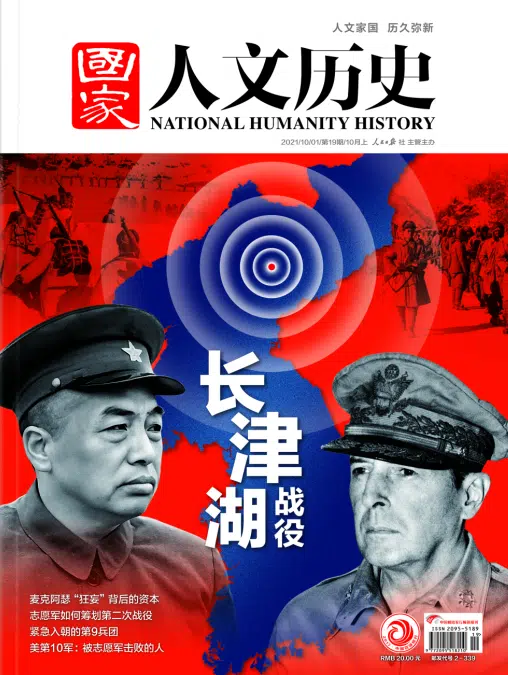 人文家国 历久弥新
國家
人文历史
NATIONAL HUMANITY HISTORY
2021/10/01/第19期/10月上 人民日报 社 主管主办
长津湖
战役
麦克阿瑟“狂妄”背后的资本
志愿军如何筹划第二次战役
紧急入朝的第9兵团
美第10军：被志愿军击败的人
RMB 20.00 元
ISSN 2095-5189
邮发代号 2-339